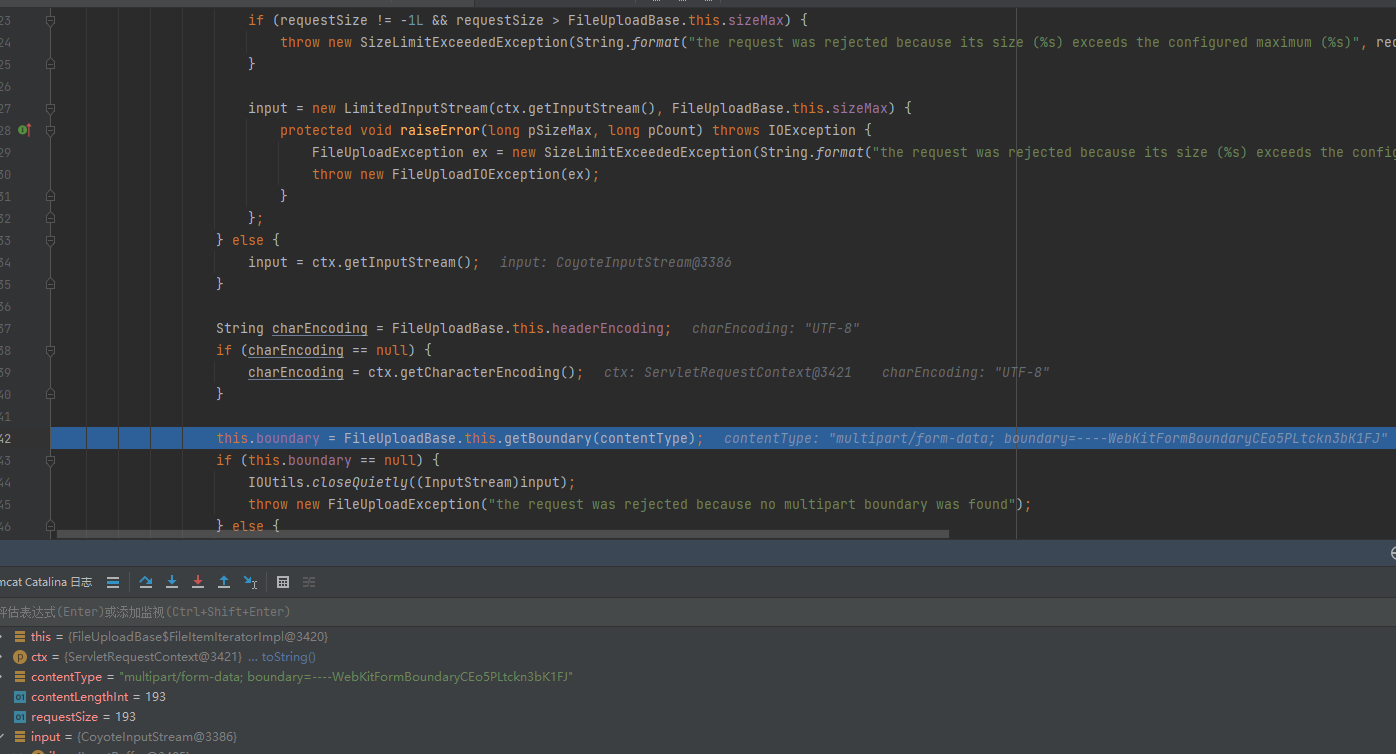 23 if (requestSize != -1L && requestSize > FileUploadBase.this.sizeMax) {
24 throw new SizeLimitExceededException(String.format("the request was rejected because its size (%s) exceeds the configured maximum (%s)", rec
25 }
26
27 input = new LimitedInputStream(ctx.getInputStream(), FileUploadBase.this.sizeMax) {
28 protected void raiseError(long pSizeMax, long pCount) throws IOException {
29 FileUploadException ex = new SizeLimitExceededException(String.format("the request was rejected because its size (%s) exceeds the config
30 throw new FileUploadIOException(ex);
31 }
32 };
33 } else {
34 input = ctx.getInputStream(); input: CoyoteInputStream@3386
35 }
36
37 String charEncoding = FileUploadBase.this.headerEncoding; charEncoding: "UTF-8"
38 if (charEncoding == null) {
39 charEncoding = ctx.getCharacterEncoding(); ctx: ServletRequestContext@3421 charEncoding: "UTF-8"
40 }
41
42 this.boundary = FileUploadBase.this.getBoundary(contentType); contentType: "multipart/form-data; boundary=----WebKitFormBoundaryCEo5PLtckn3bK1FJ"
43 if (this.boundary == null) {
44 IOUtils.closeQuietly((InputStream)input);
45 throw new FileUploadException("the request was rejected because no multipart boundary was found");
46 } else {
mcat Catalina 日志
评估表达式(Enter)或添加监视(Ctrl+Shift+Enter)
this = {FileUploadBase$FileItemIteratorImpl@3420}
ctx = {ServletRequestContext@3421} ... toString()
contentType = "multipart/form-data; boundary=----WebKitFormBoundaryCEo5PLtckn3bK1FJ"
contentLengthInt = 193
requestSize = 193
input = {CoyoteInputStream@3386}